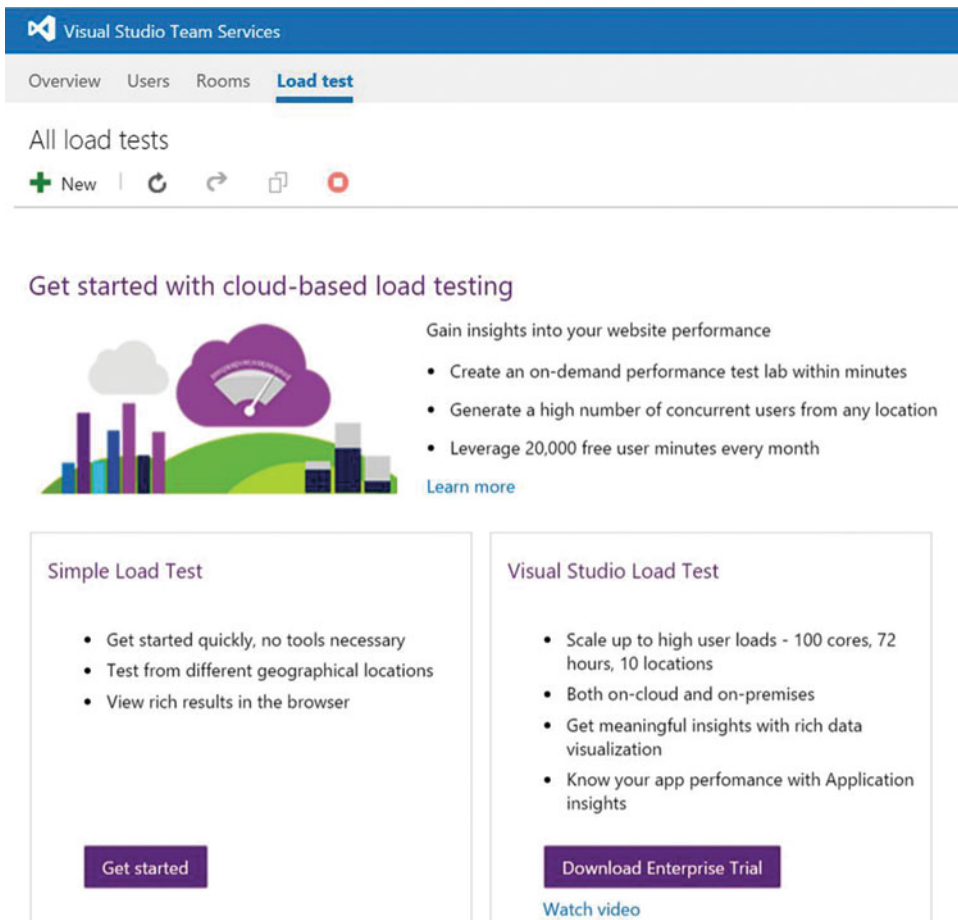 Visual Studio Team Services
Overview Users Rooms Load test
All load tests
New
Get started with cloud-based load testing
Gain insights into your website performance
• Create an on-demand performance test lab within minutes
• Generate a high number of concurrent users from any location
• Leverage 20,000 free user minutes every month
Learn more
Simple Load Test
• Get started quickly, no tools necessary
• Test from different geographical locations
• View rich results in the browser
Get started
Visual Studio Load Test
• Scale up to high user loads - 100 cores, 72
hours, 10 locations
• Both on-cloud and on-premises
• Get meaningful insights with rich data
visualization
• Know your app perfomance with Application
insights
Download Enterprise Trial
Watch video